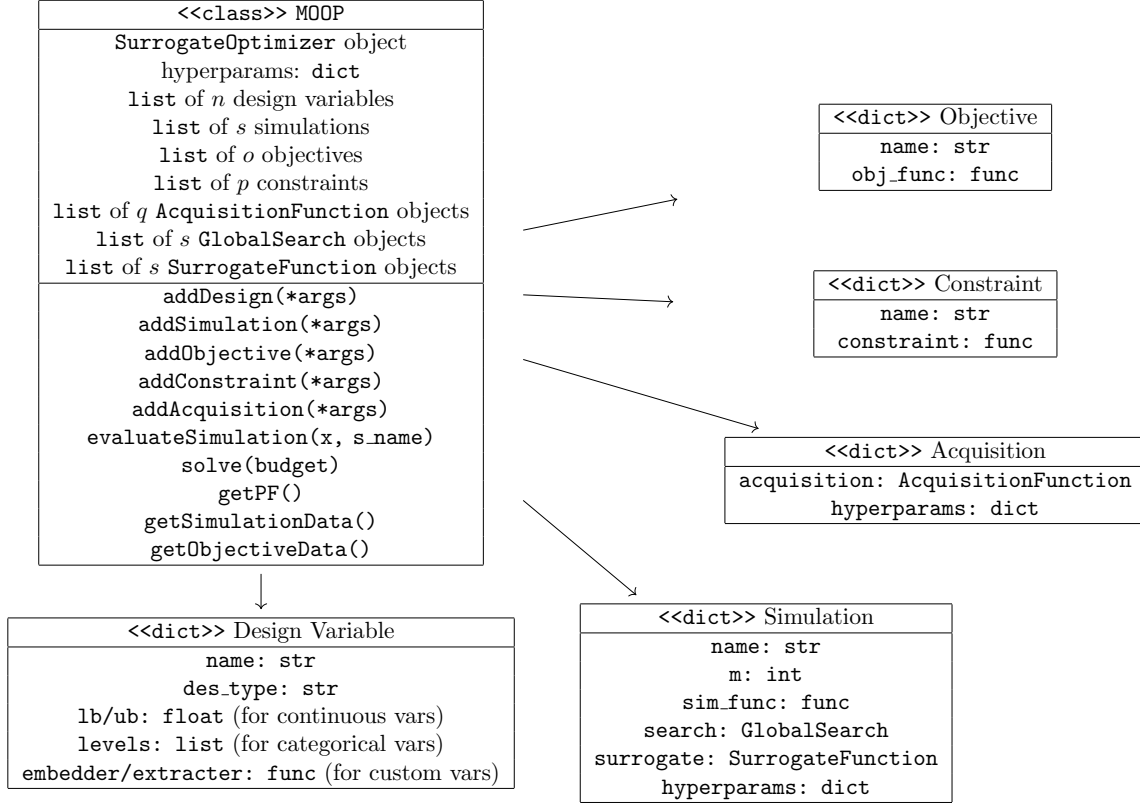 <<class>> MOOP
SurrogateOptimizer object
hyperparams: dict
list of n design variables
list of s simulations
list of o objectives
list of p constraints
list of q AcquisitionFunction objects
list of s GlobalSearch objects
list of s SurrogateFunction objects
addDesign(*args)
addSimulation(*args)
addObjective(*args)
addConstraint(*args)
addAcquisition(*args)
evaluateSimulation(x, s_name)
solve(budget)
getPF()
getSimulationData()
getObjectiveData()
<<dict>> Objective
name: str
obj_func: func
<<dict>> Constraint
name: str
constraint: func
<<dict>> Acquisition
acquisition: AcquisitionFunction
hyperparams: dict
<<dict>> Design Variable
name: str
des_type: str
lb/ub: float (for continuous vars)
levels: list (for categorical vars)
embedder/extracter: func (for custom vars)
<<dict>> Simulation
name: str
m: int
sim_func: func
search: GlobalSearch
surrogate: SurrogateFunction
hyperparams: dict